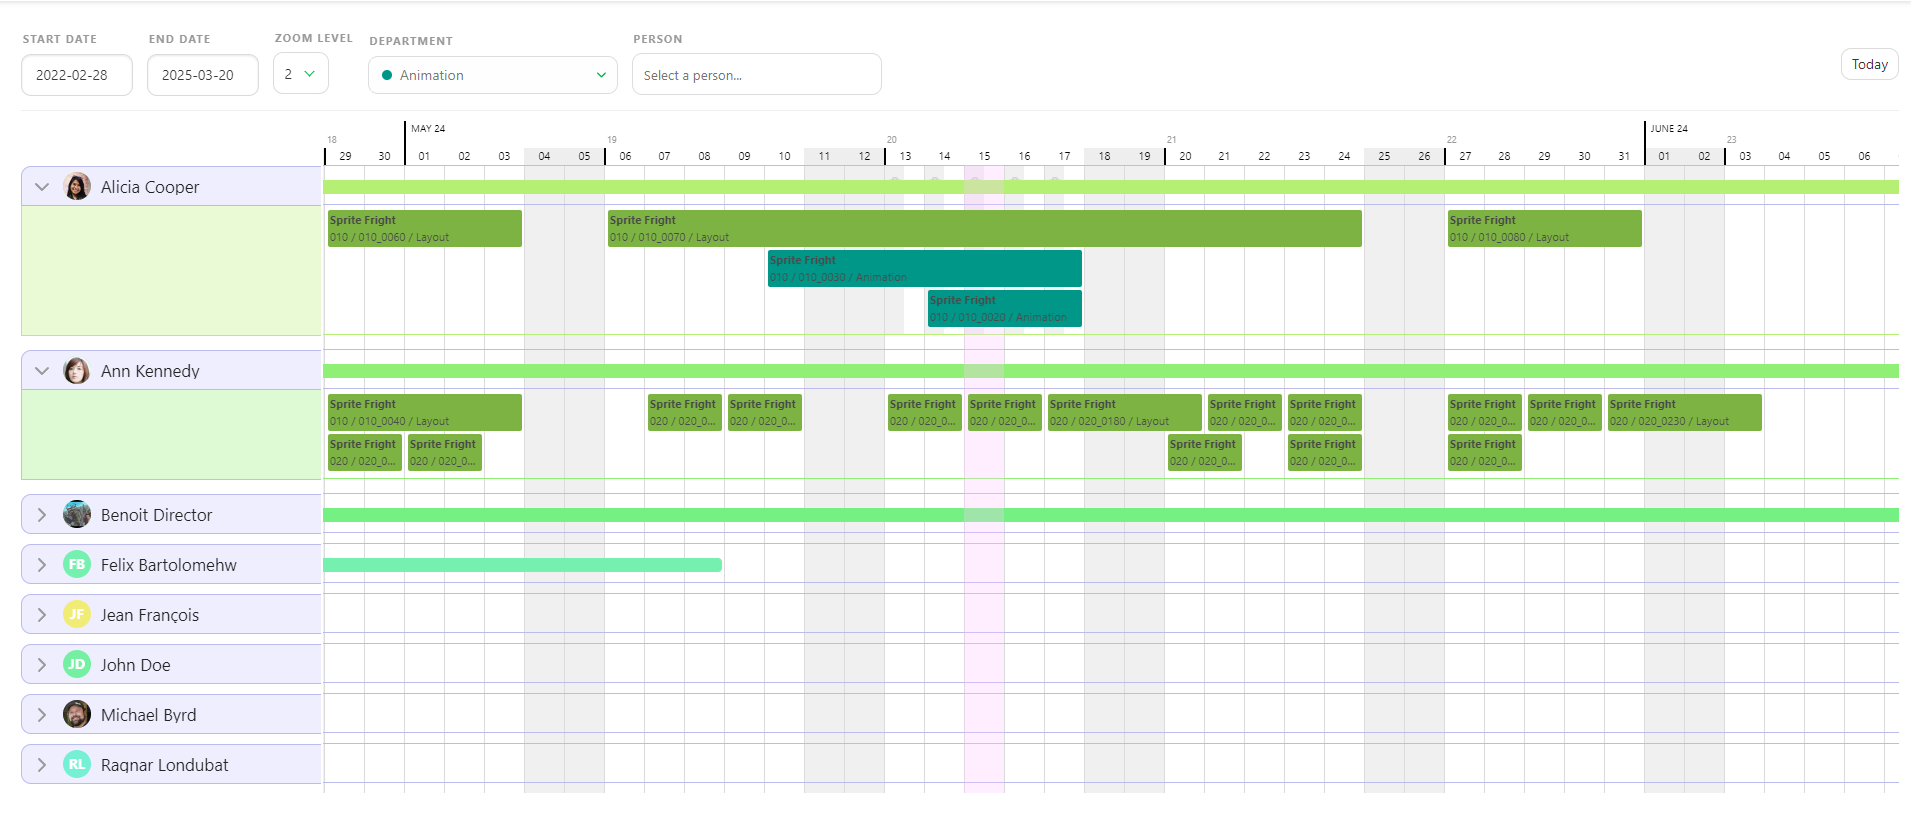 START DATE
END DATE
ZOOM LEVEL
DEPARTMENT
PERSON
2022-02-28
2025-03-20
2
Animation
Select a person...
Today
MAY 24
JUNE 24
18
19
20
21
22
23
29 30 01 02 03 04 05 06 07 08 09 10 11 12 13 14 15 16 17 18 19 20 21 22 23 24 25 26 27 28 29 30 31 01 02 03 04 05 06
Alicia Cooper
Sprite Fright
010 / 010_0060 / Layout
Sprite Fright
010 / 010_0070 / Layout
Sprite Fright
010 / 010_0080 / Layout
Sprite Fright
010 / 010_0030 / Animation
Sprite Fright
010 / 010_0020 / Animation
Ann Kennedy
Sprite Fright
010 / 010_0040 / Layout
Sprite Fright
020 / 020_0...
Sprite Fright
020 / 020_0...
Sprite Fright
020 / 020_0...
Sprite Fright
020 / 020_0...
Sprite Fright
020 / 020_0180 / Layout
Sprite Fright
020 / 020_0...
Sprite Fright
020 / 020_0...
Sprite Fright
020 / 020_0...
Sprite Fright
020 / 020_0...
Sprite Fright
020 / 020_0230 / Layout
Sprite Fright
020 / 020_0...
Sprite Fright
020 / 020_0...
Sprite Fright
020 / 020_0...
Sprite Fright
020 / 020_0...
Sprite Fright
020 / 020_0...
Benoit Director
FB Felix Bartolomehw
JF Jean François
JD John Doe
Michael Byrd
RL Ragnar Londubat